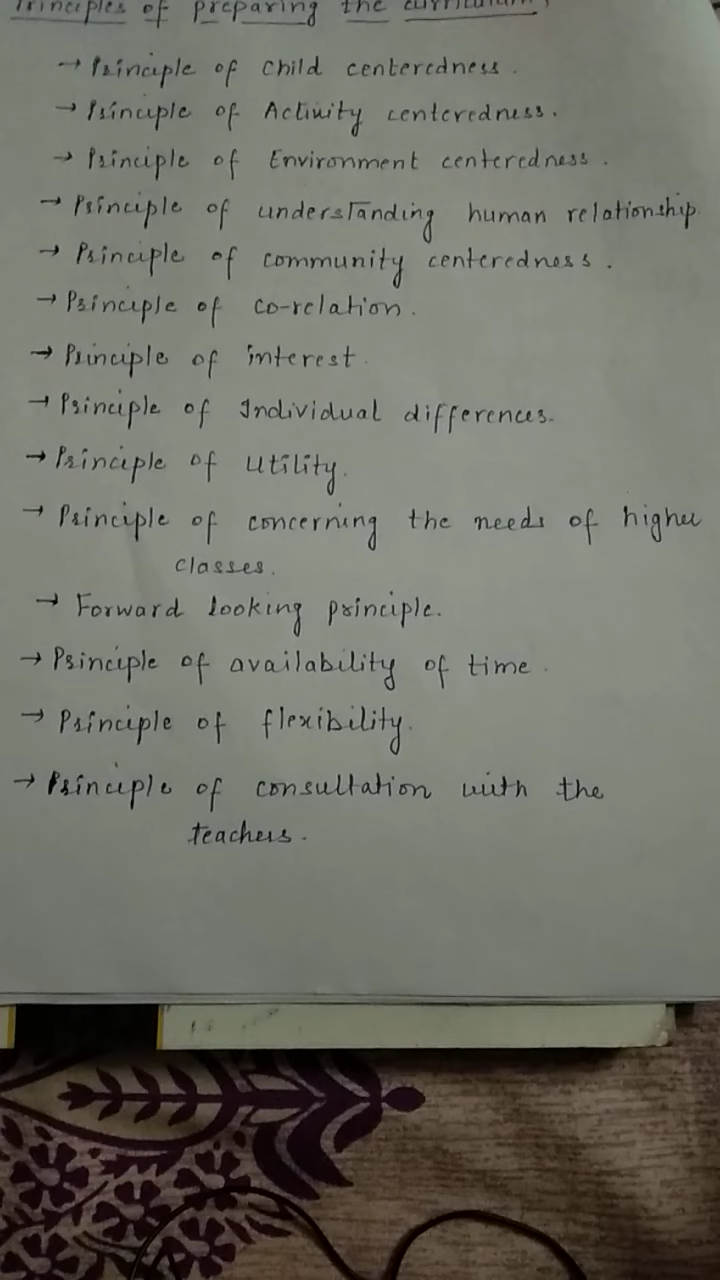 Principles of preparing the curriculum:
→ Principle of child centeredness.
→ Principle of Activity centeredness.
→ Principle of Environment centeredness.
→ Principle of understanding human relationship.
→ Principle of community centeredness.
→ Principle of co-relation.
→ Principle of interest.
→ Principle of Individual differences.
→ Principle of Utility.
→ Principle of concerning the needs of higher
classes.
→ Forward looking principle.
→ Principle of availability of time.
→ Principle of flexibility.
→ Principle of consultation with the
teachers.